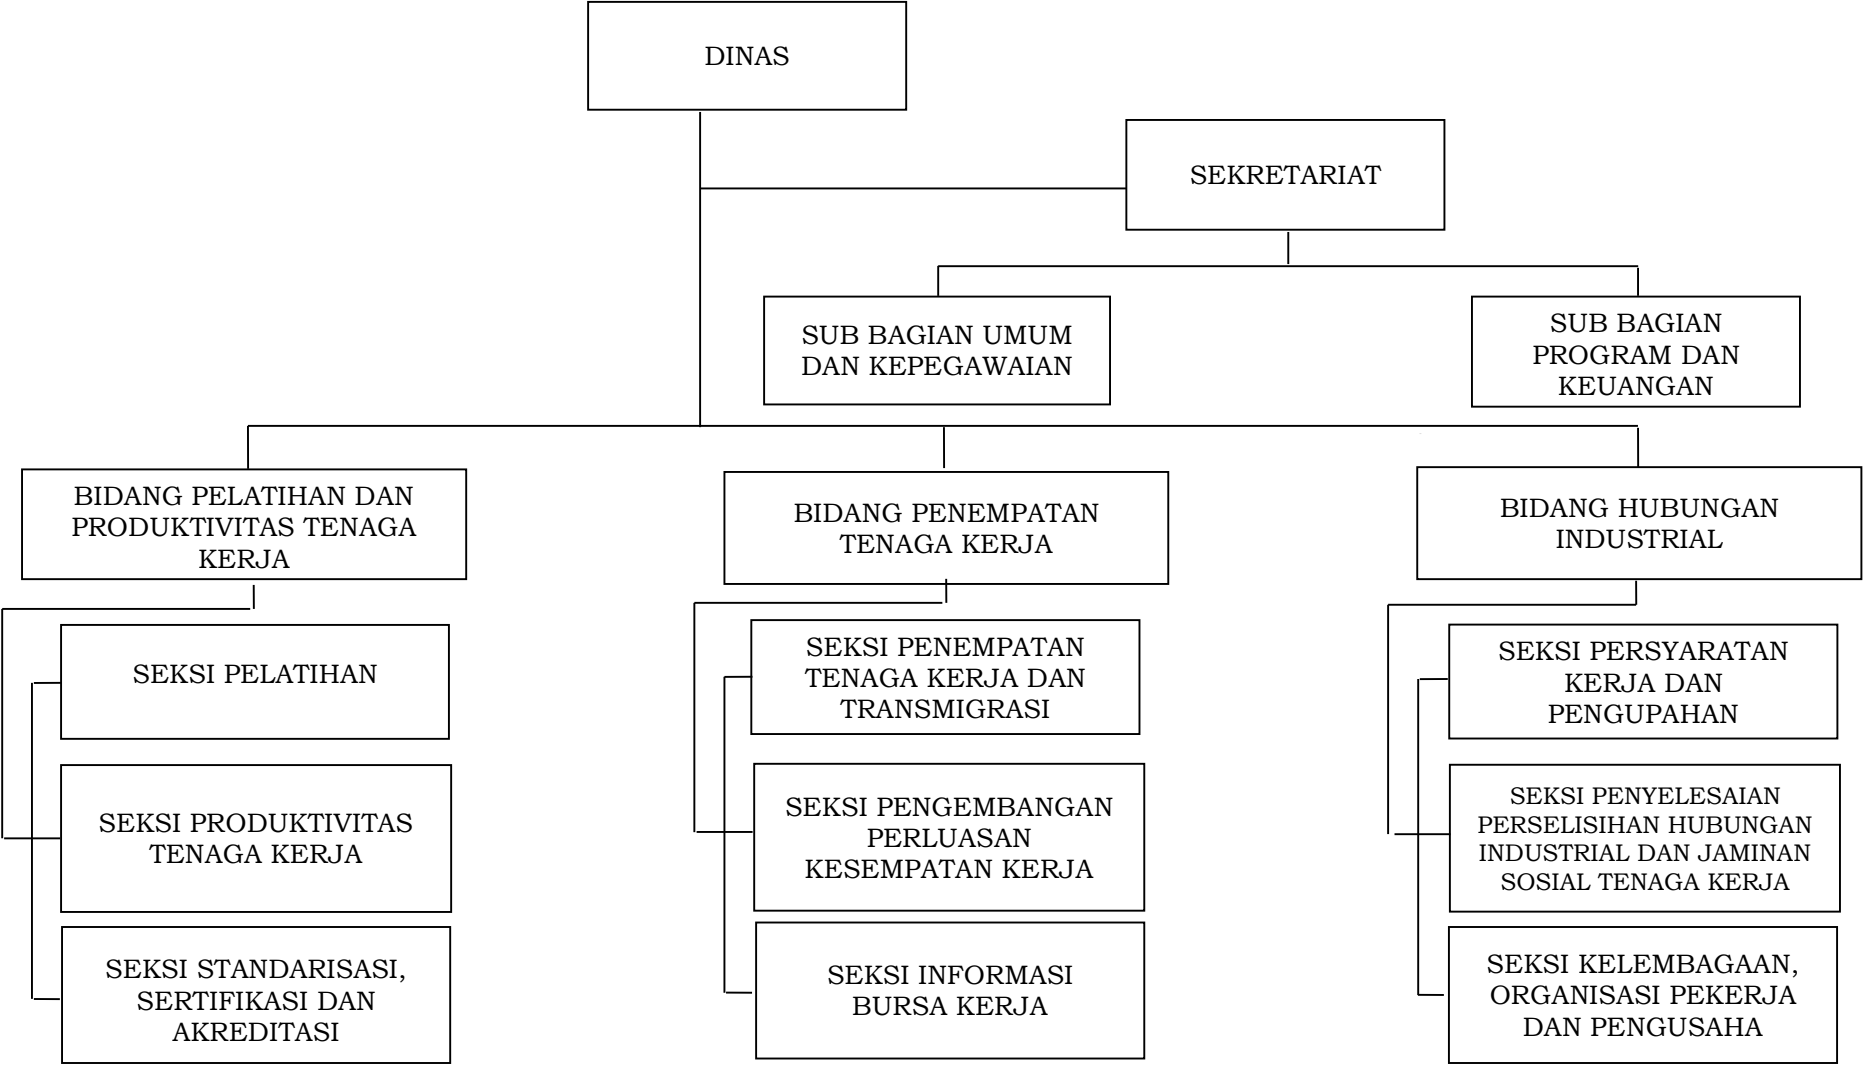 DINAS
SEKRETARIAT
SUB BAGIAN UMUM
DAN KEPEGAWAIAN
SUB BAGIAN
PROGRAM DAN
KEUANGAN
BIDANG PELATIHAN DAN
PRODUKTIVITAS TENAGA
KERJA
BIDANG PENEMPATAN
TENAGA KERJA
BIDANG HUBUNGAN
INDUSTRIAL
SEKSI PELATIHAN
SEKSI PRODUKTIVITAS
TENAGA KERJA
SEKSI STANDARISASI,
SERTIFIKASI DAN
AKREDITASI
SEKSI PENEMPATAN
TENAGA KERJA DAN
TRANSMIGRASI
SEKSI PENGEMBANGAN
PERLUASAN
KESEMPATAN KERJA
SEKSI INFORMASI
BURSA KERJA
SEKSI PERSYARATAN
KERJA DAN
PENGUPAHAN
SEKSI PENYELESAIAN
PERSELISIHAN HUBUNGAN
INDUSTRIAL DAN JAMINAN
SOSIAL TENAGA KERJA
SEKSI KELEMBAGAAN,
ORGANISASI PEKERJA
DAN PENGUSAHA